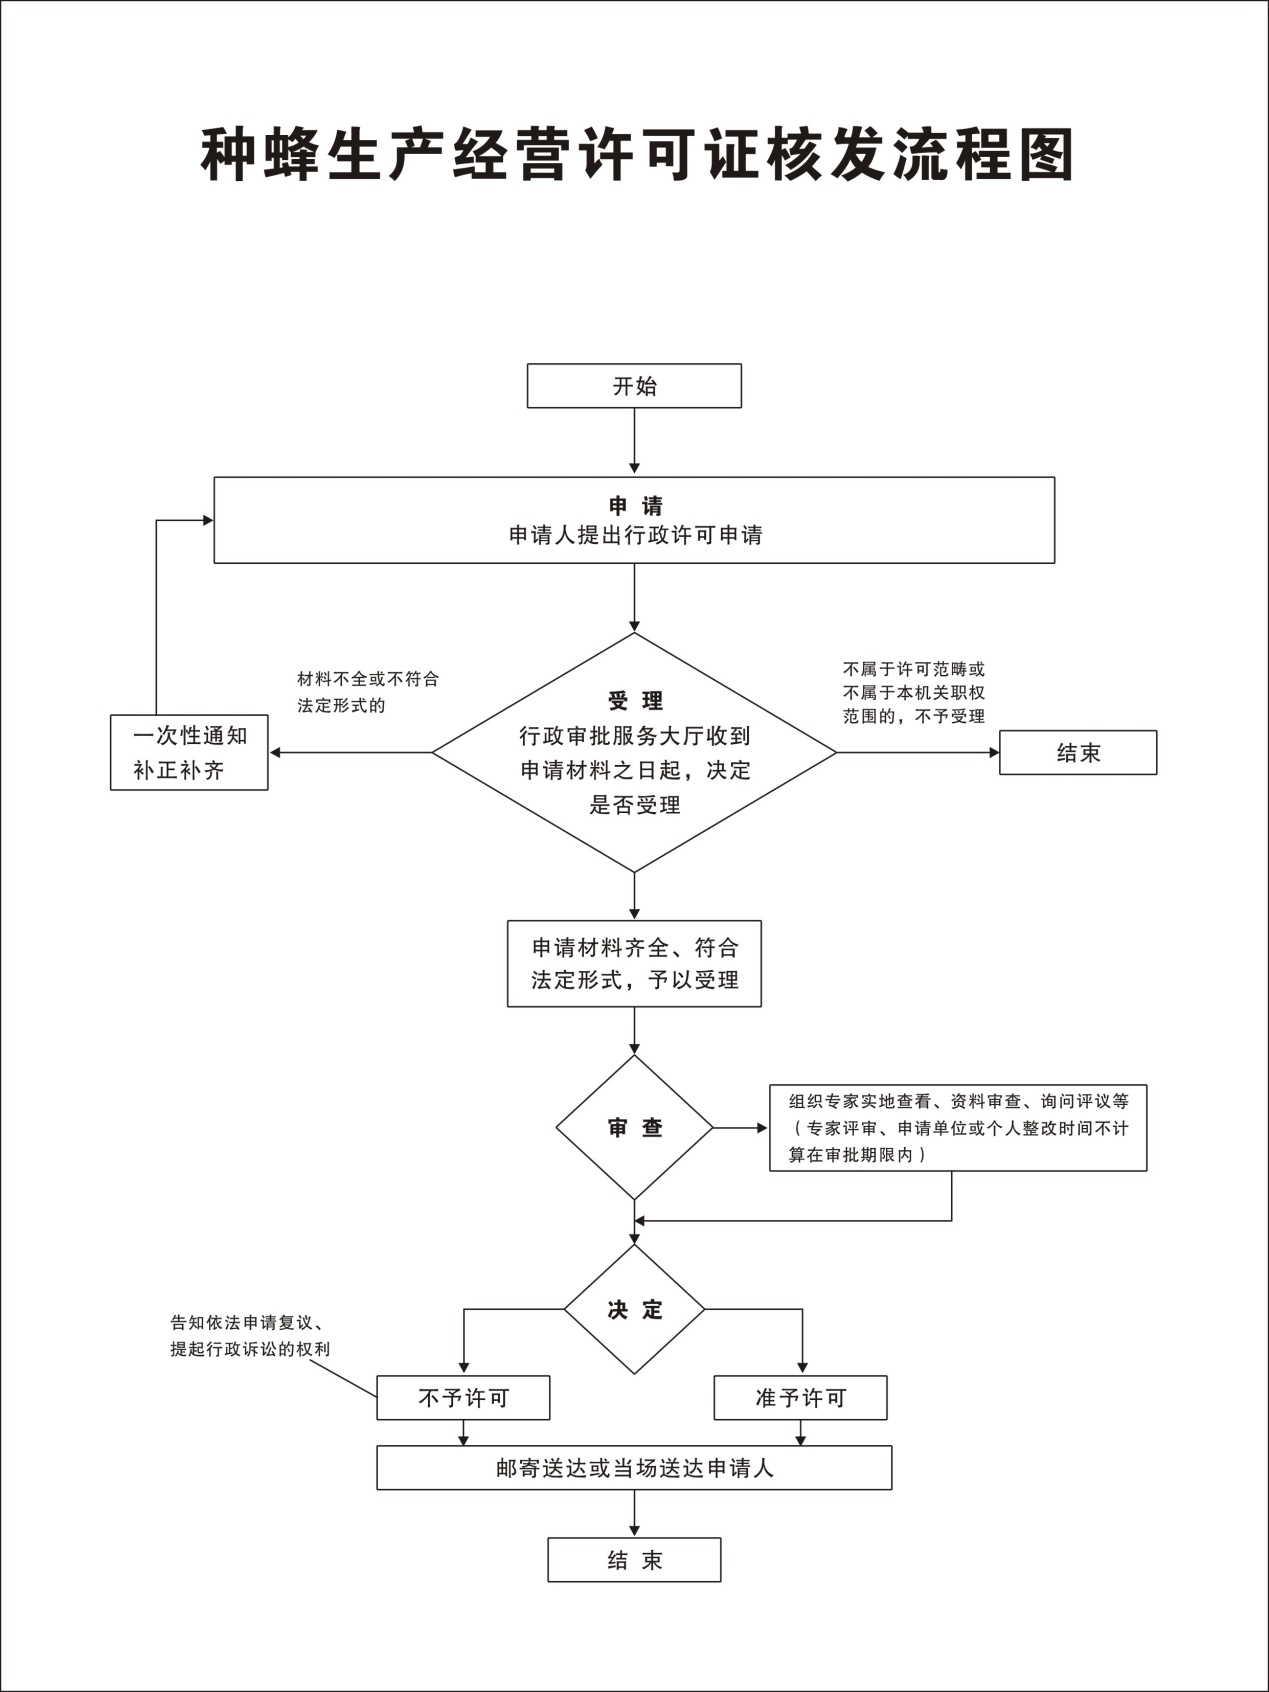 种蜂生产经营许可证核发流程图
开始
申 请
申请人提出行政许可申请
材料不全或不符合
法定形式的
不属于许可范畴或
不属于本机关职权
范围的，不予受理
受 理
行政审批服务大厅收到
申请材料之日起，决定
是否受理
一次性通知
补正补齐
结束
申请材料齐全、符合
法定形式，予以受理
审 查
组织专家实地查看、资料审查、询问评议等
（专家评审、申请单位或个人整改时间不计
算在审批期限内）
决 定
告知依法申请复议、
提起行政诉讼的权利
不予许可
准予许可
邮寄送达或当场送达申请人
结 束